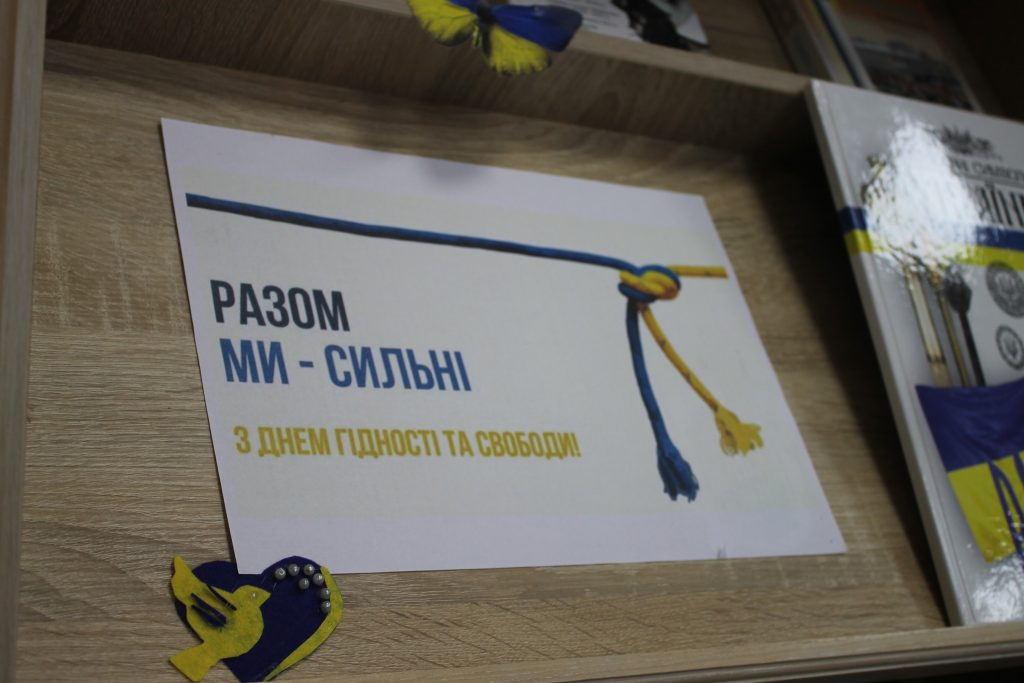 РАЗОМ
МИ - СИЛЬНІ
З ДНЕМ ГІДНОСТІ ТА СВОБОДИ!